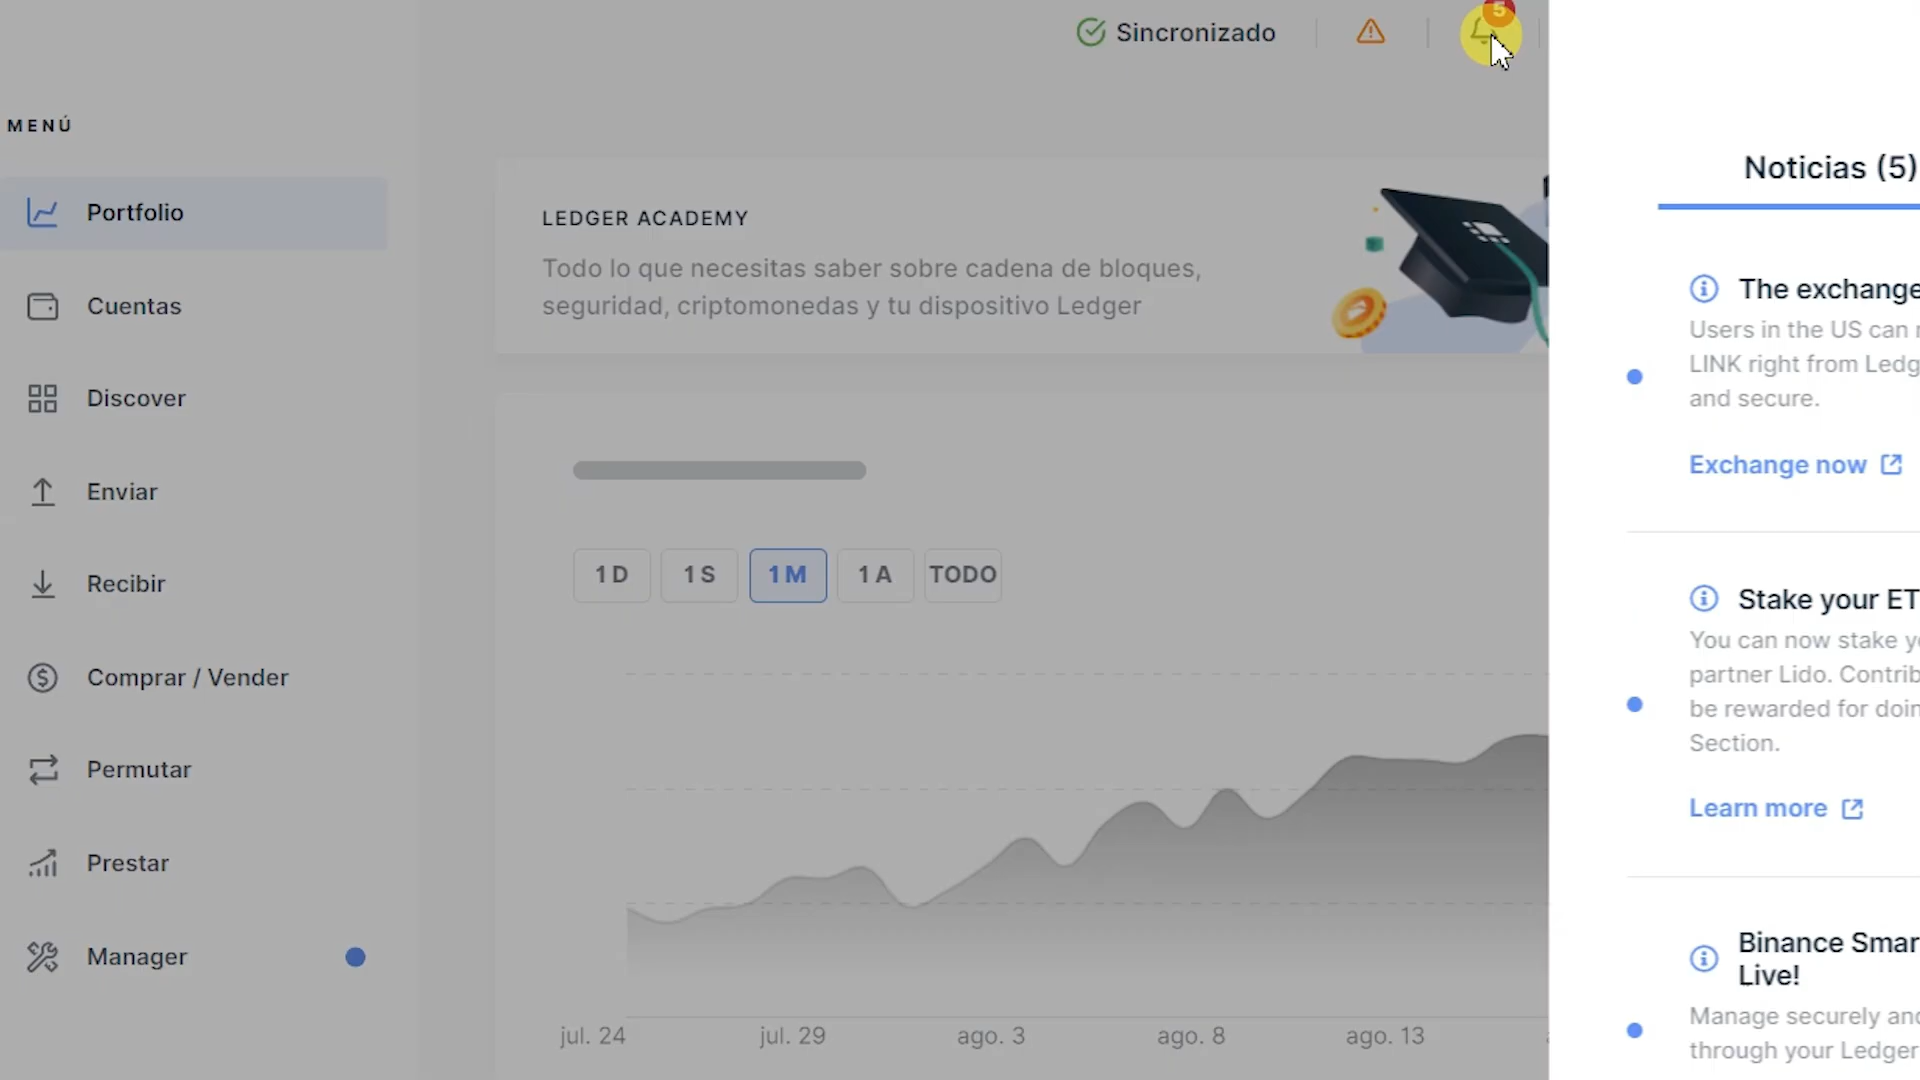 Sincronizado
5
MENÚ
Portfolio
Cuentas
Discover
Enviar
Recibir
Comprar / Vender
Permutar
Prestar
Manager
LEDGER ACADEMY
Todo lo que necesitas saber sobre cadena de bloques,
seguridad, criptomonedas y tu dispositivo Ledger
1 D
1 S
1 M
1 A
TODO
jul. 24
jul. 29
ago. 3
ago. 8
ago. 13
Noticias (5)
The exchange
Users in the US can
LINK right from Ledg
and secure.
Exchange now
Stake your ET
You can now stake y
partner Lido. Contrib
be rewarded for doin
Section.
Learn more
Binance Smar
Live!
Manage securely and
through your Ledger